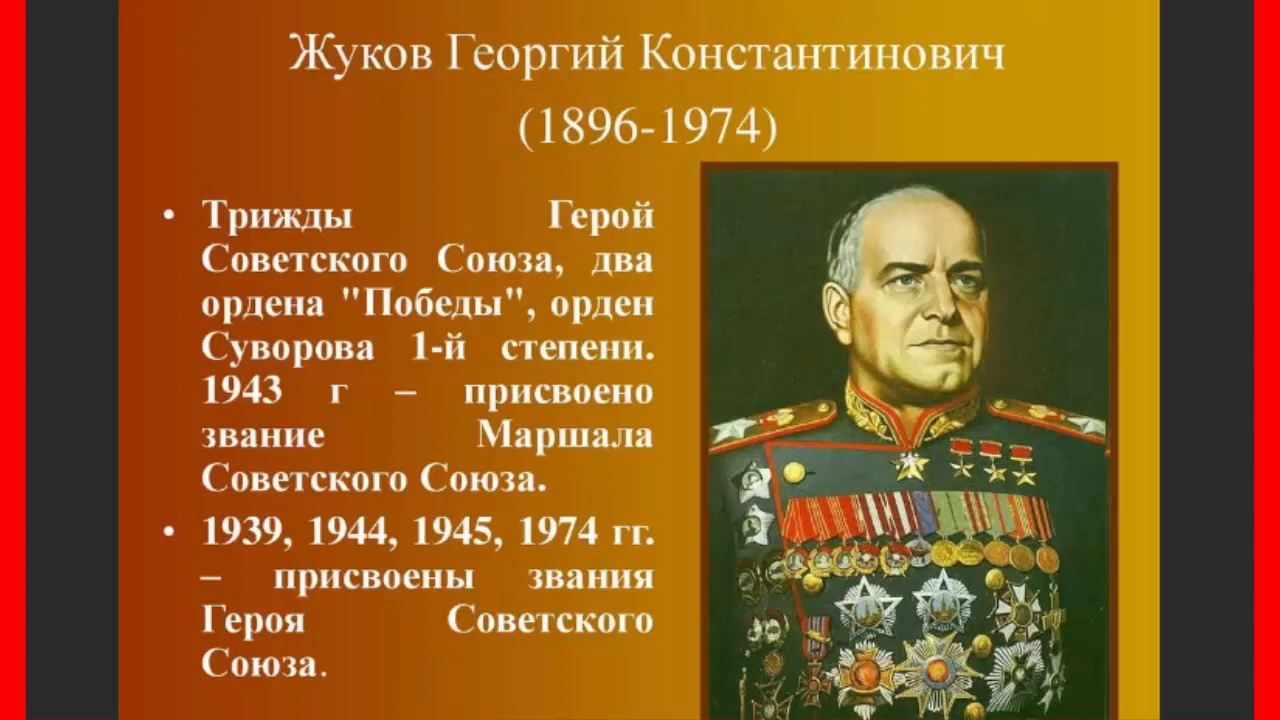 Жуков Георгий Константинович
(1896-1974)
• Трижды Герой
Советского Союза, два
ордена "Победы", орден
Суворова 1-й степени.
1943 г – присвоено
звание Маршала
Советского Союза.
• 1939, 1944, 1945, 1974 гг.
– присвоены звания
Героя Советского
Союза.